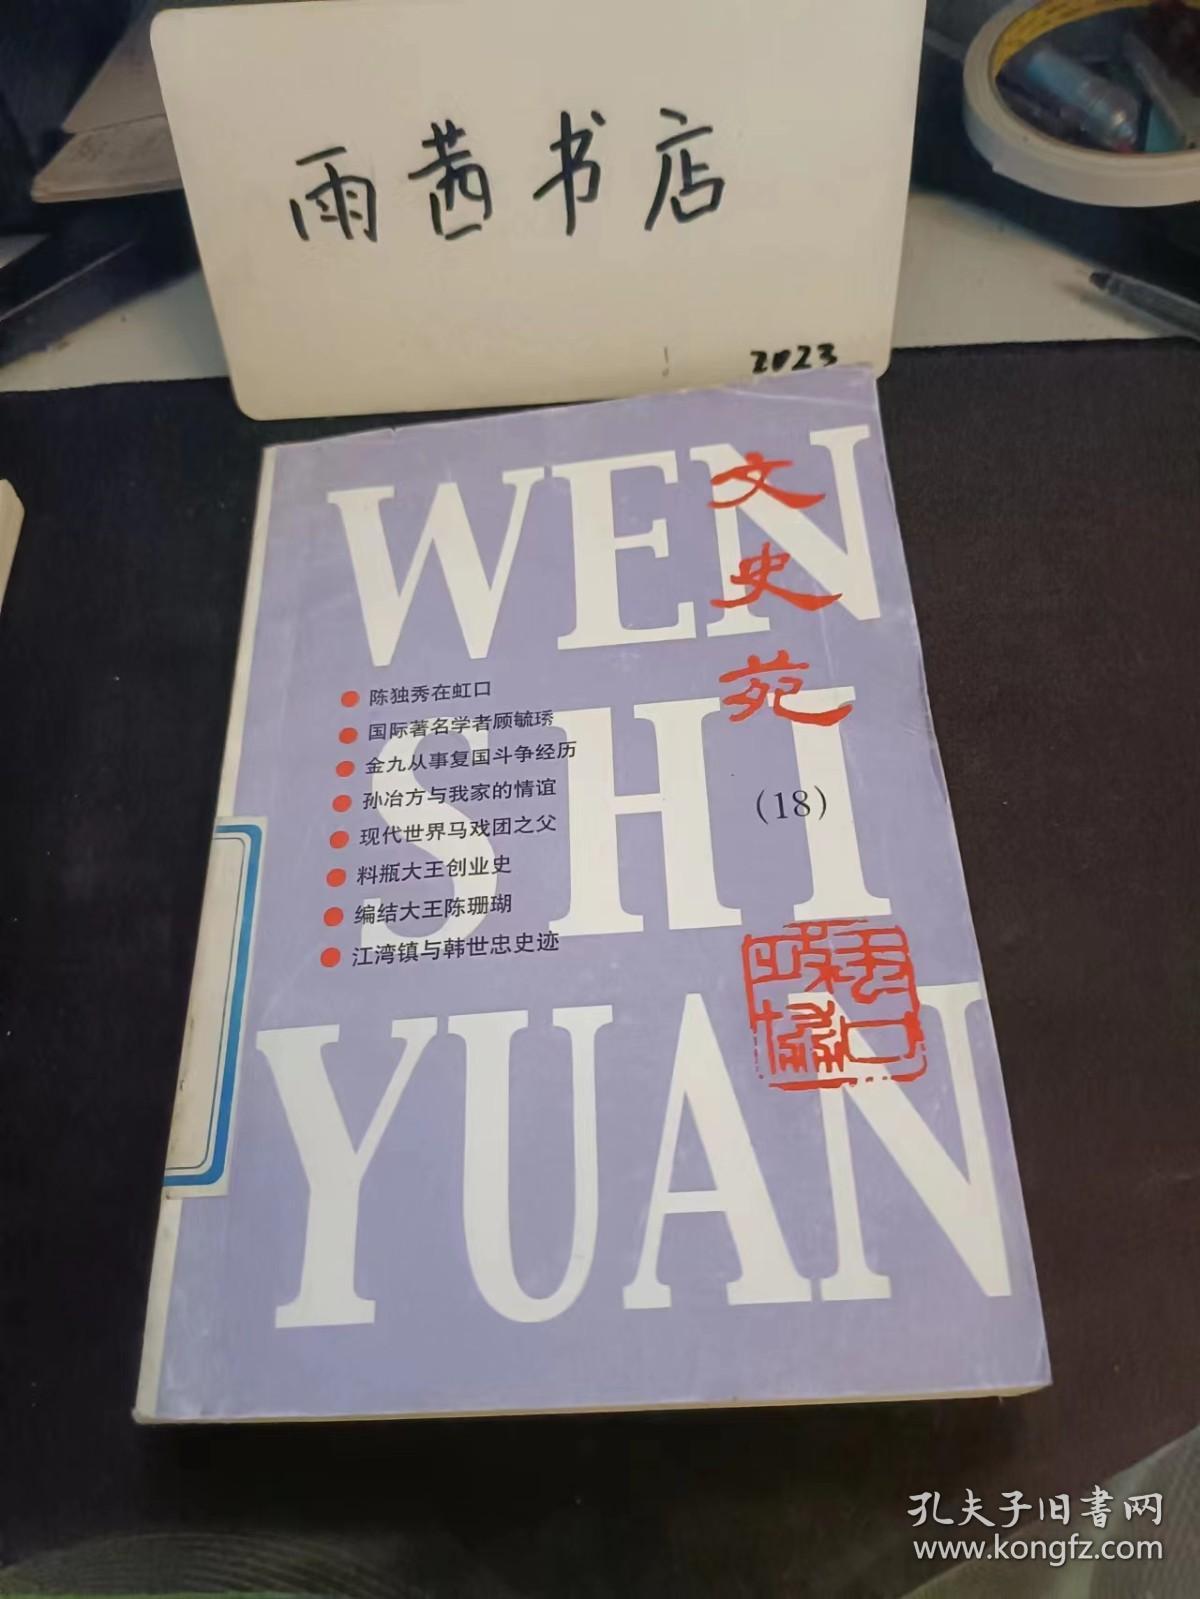 雨茜书店
2023
WEN
文史苑
SHI
(18)
YUAN
陈独秀在虹口
国际著名学者顾毓琇
金九从事复国斗争经历
孙冶方与我家的情谊
现代世界马戏团之父
料瓶大王创业史
编结大王陈珊瑚
江湾镇与韩世忠史迹
孔夫子旧书网
www.kongfz.com